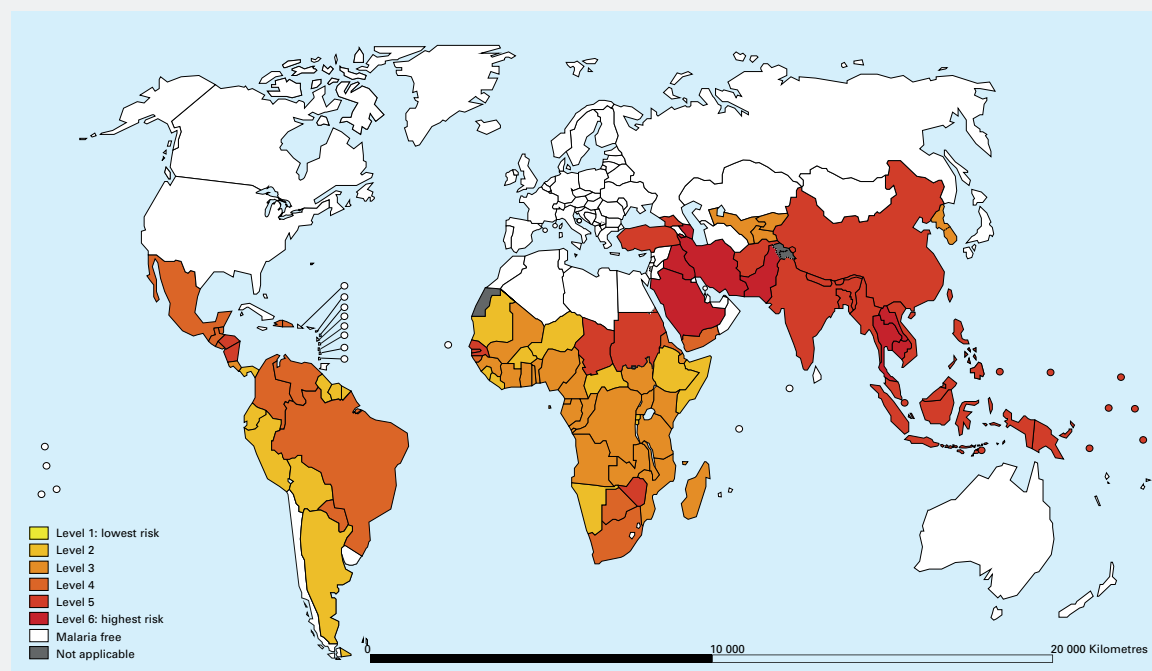 Level 1: lowest risk
Level 2
Level 3
Level 4
Level 5
Level 6: highest risk
Malaria free
Not applicable
0
10 000
20 000 Kilometres